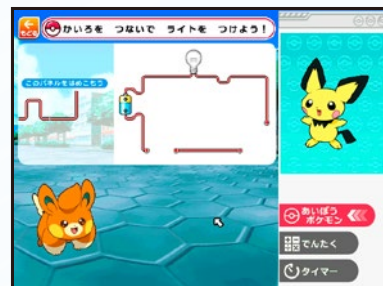 もどる
かいろを つないで ライトを つけよう！
このパネルをはめこもう
あいぼう
ポケモン
でんたく
タイマー